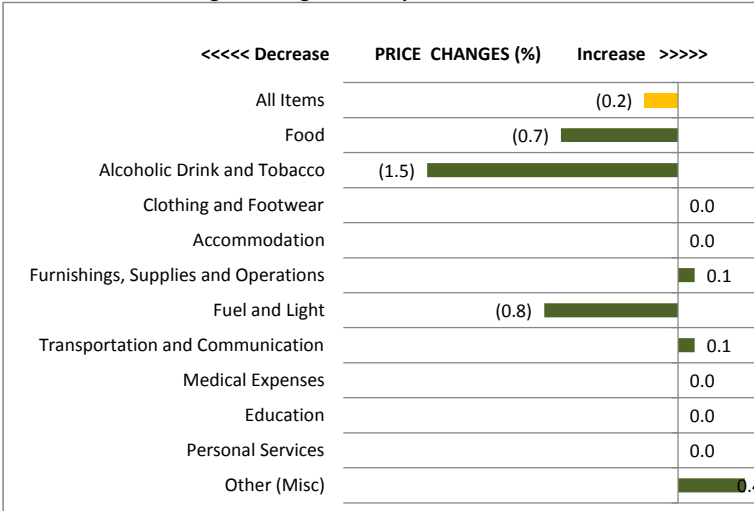 <<<<< Decrease PRICE CHANGES (%) Increase >>>>>
All Items (0.2)
Food (0.7)
Alcoholic Drink and Tobacco (1.5)
Clothing and Footwear 0.0
Accommodation 0.0
Furnishings, Supplies and Operations 0.1
Fuel and Light (0.8)
Transportation and Communication 0.1
Medical Expenses 0.0
Education 0.0
Personal Services 0.0
Other (Misc) 0.4